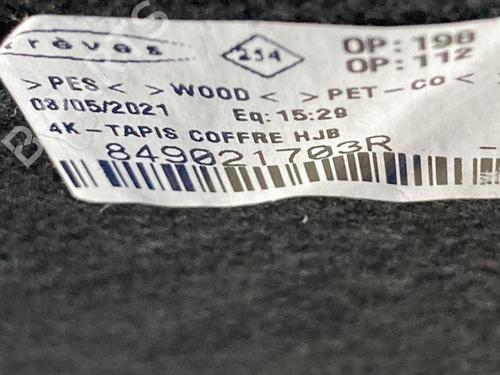 trèves
254
OP:198
OP:112
>PES< >WOOD< >PET-CO<
03/05/2021 Eq:15:29
4K-TAPIS COFFRE HJB
849021703R